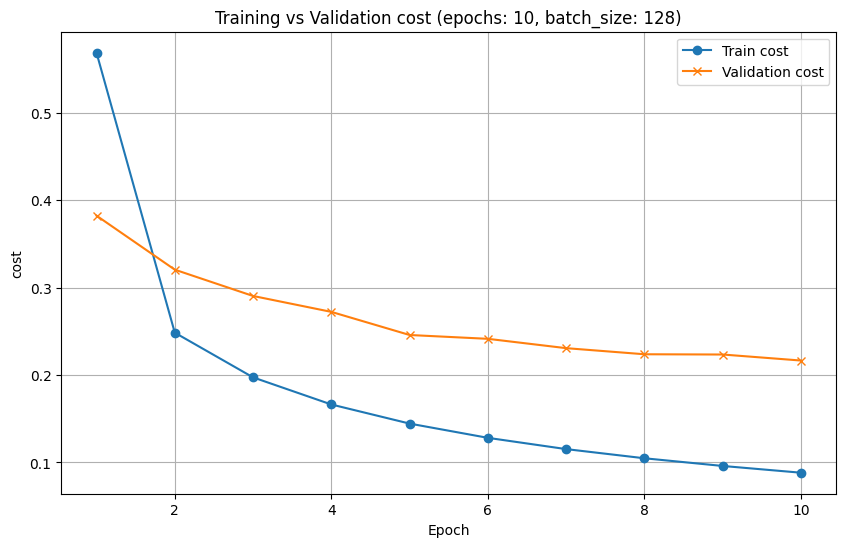 Training vs Validation cost (epochs: 10, batch_size: 128)
Train cost
Validation cost
0.5
0.4
0.3
0.2
0.1
cost
2
4
6
8
10
Epoch